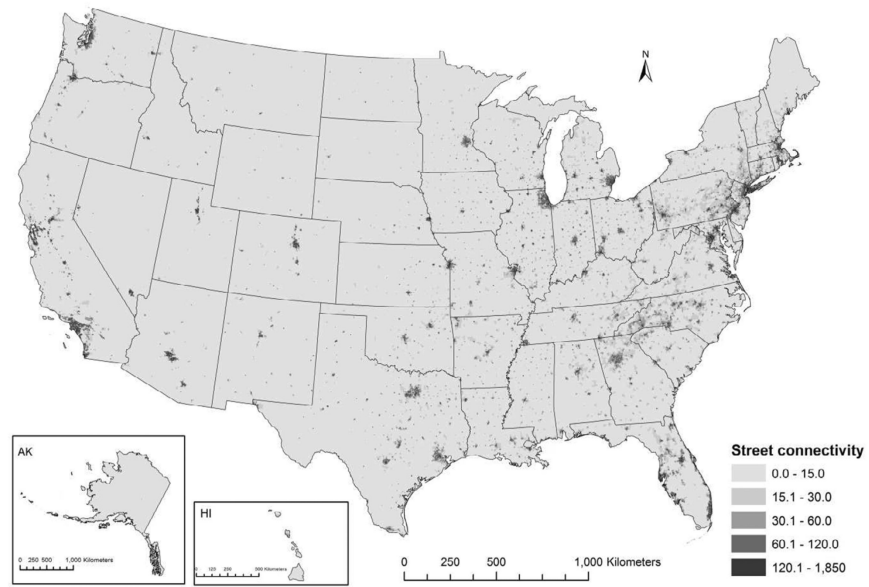 N
AK
0 250 500 1,000 Kilometers
HI
0 120 300 Kilometers
0 250 500 1,000 Kilometers
Street connectivity
0.0 - 15.0
15.1 - 30.0
30.1 - 60.0
60.1 - 120.0
120.1 - 1,850